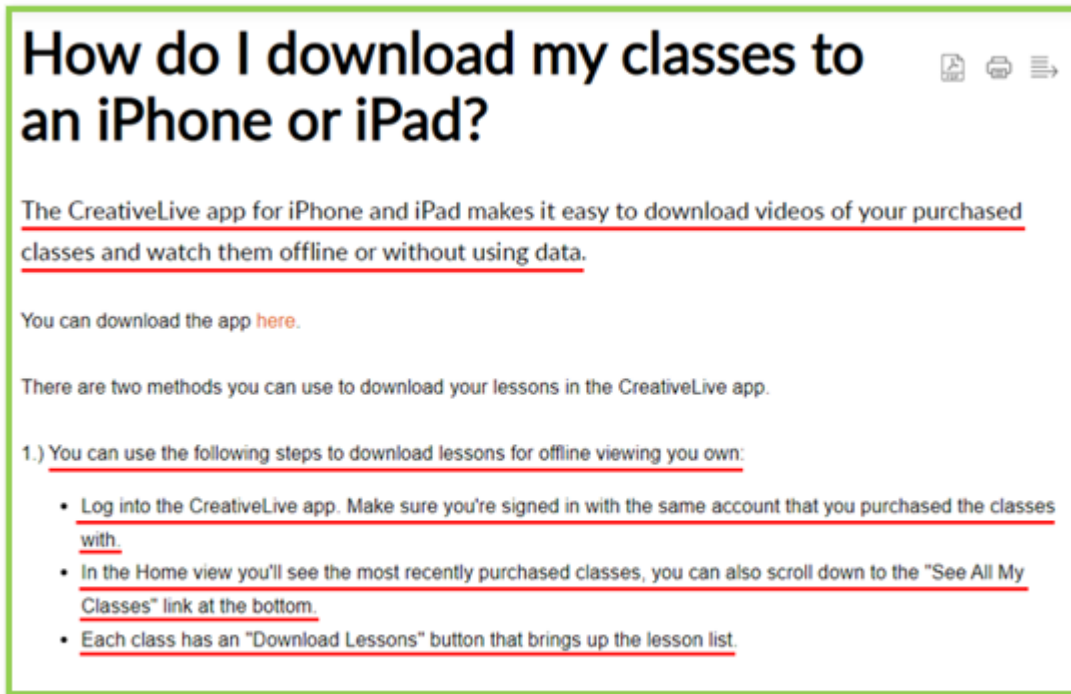 How do I download my classes to
an iPhone or iPad?
The CreativeLive app for iPhone and iPad makes it easy to download videos of your purchased
classes and watch them offline or without using data.
You can download the app here.
There are two methods you can use to download your lessons in the CreativeLive app.
1.) You can use the following steps to download lessons for offline viewing you own:
• Log into the CreativeLive app. Make sure you're signed in with the same account that you purchased the classes
with.
• In the Home view you'll see the most recently purchased classes, you can also scroll down to the "See All My
Classes" link at the bottom.
• Each class has an "Download Lessons" button that brings up the lesson list.